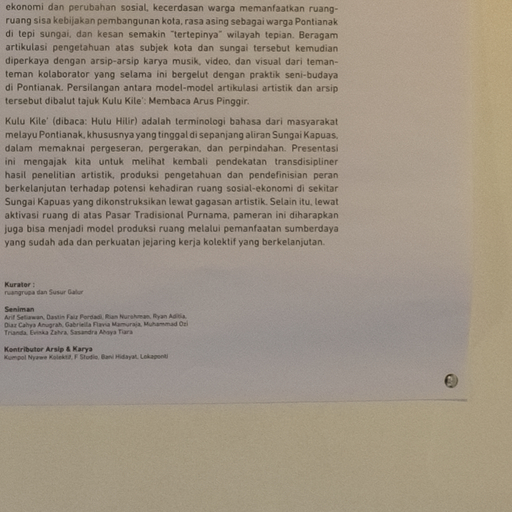 ekonomi dan perubahan sosial, kecerdasan warga memanfaatkan ruang-
ruang sisa kebijakan pembangunan kota, rasa asing sebagai warga Pontianak
di tepi sungai, dan kesan semakin "tertepinya" wilayah tepian. Beragam
artikulasi pengetahuan atas subjek kota dan sungai tersebut kemudian
diperkaya dengan arsip-arsip karya musik, video, dan visual dari teman-
teman kolaborator yang selama ini bergelut dengan praktik seni-budaya
di Pontianak. Persilangan antara model-model artikulasi artistik dan arsip
tersebut dibalut tajuk Kulu Kile': Membaca Arus Pinggir.
Kulu Kile' (dibaca: Hulu Hilir) adalah terminologi bahasa dari masyarakat
melayu Pontianak, khususnya yang tinggal di sepanjang aliran Sungai Kapuas,
dalam memaknai pergeseran, pergerakan, dan perpindahan. Presentasi
ini mengajak kita untuk melihat kembali pendekatan transdisipliner
hasil penelitian artistik, produksi pengetahuan dan pendefinisian peran
berkelanjutan terhadap potensi kehadiran ruang sosial-ekonomi di sekitar
Sungai Kapuas yang dikonstruksikan lewat gagasan artistik. Selain itu, lewat
aktivasi ruang di atas Pasar Tradisional Purnama, pameran ini diharapkan
juga bisa menjadi model produksi ruang melalui pemanfaatan sumberdaya
yang sudah ada dan perkuatan jejaring kerja kolektif yang berkelanjutan.
Kurator :
ruangrupa dan Susur Galur
Seniman
Arif Setiawan, Destin Faiz Pordadi, Rian Nurohman, Ryan Aditia,
Diaz Cahya Anugrah, Gabriella Flavia Mamuraja, Muhammad Dzi
Trianda, Evinka Zahra, Sasandra Ahaya Tiara
Kontributor Arsip & Karya
Kumpol Nyawe Kolektif, F Studio, Bani Hidayat, Lokaponti